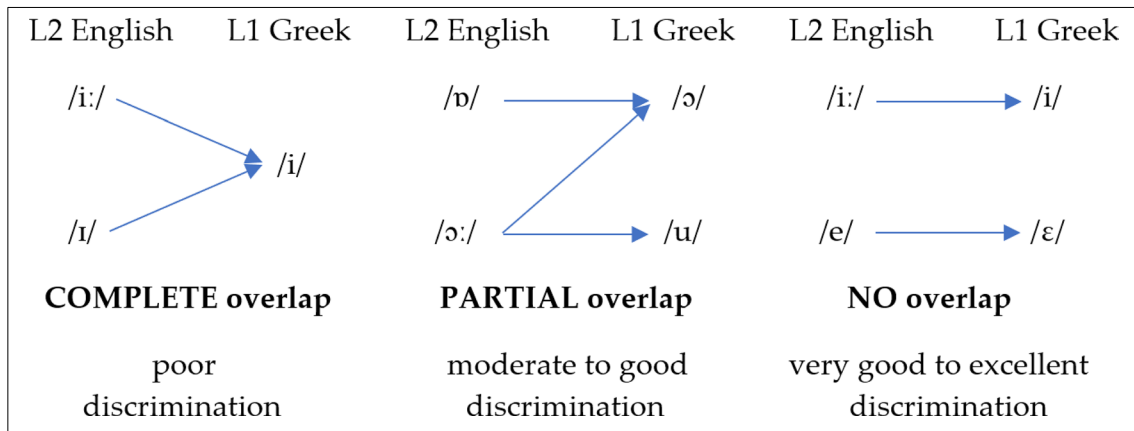 L2 English L1 Greek L2 English L1 Greek L2 English L1 Greek
/iː/ /ɒ/ /ɔ/ /iː/ /i/
/i/
/ɪ/ /ɔː/ /u/ /e/ /ɛ/
COMPLETE overlap PARTIAL overlap NO overlap
poor moderate to good very good to excellent
discrimination discrimination discrimination